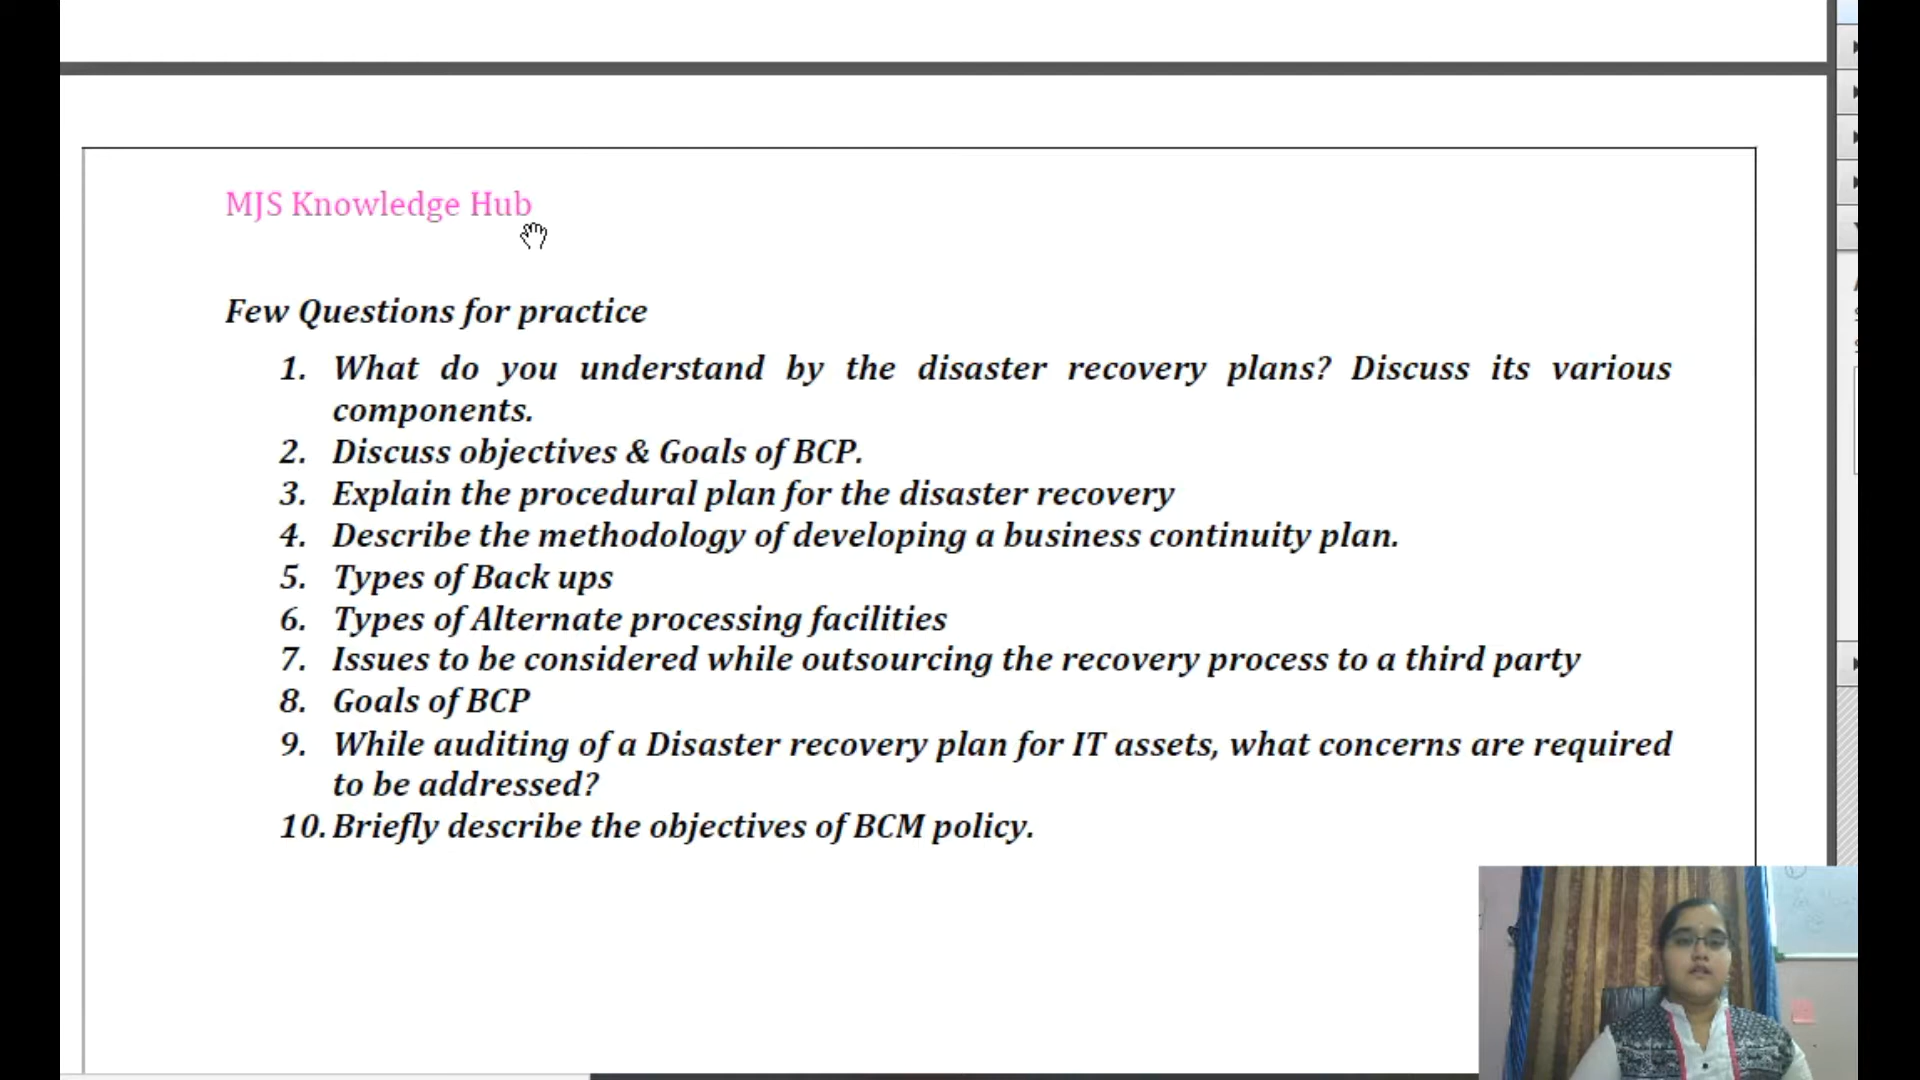 MJS Knowledge Hub
Few Questions for practice
1. What do you understand by the disaster recovery plans? Discuss its various
components.
2. Discuss objectives & Goals of BCP.
3. Explain the procedural plan for the disaster recovery
4. Describe the methodology of developing a business continuity plan.
5. Types of Back ups
6. Types of Alternate processing facilities
7. Issues to be considered while outsourcing the recovery process to a third party
8. Goals of BCP
9. While auditing of a Disaster recovery plan for IT assets, what concerns are required
to be addressed?
10. Briefly describe the objectives of BCM policy.